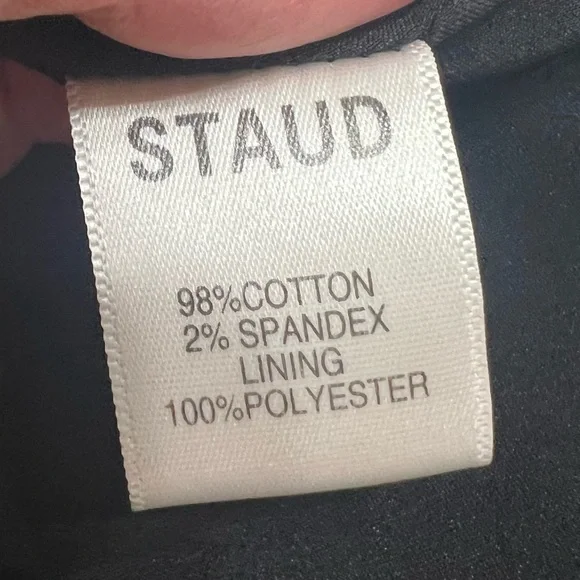 STAUD
98%COTTON
2% SPANDEX
LINING
100%POLYESTER